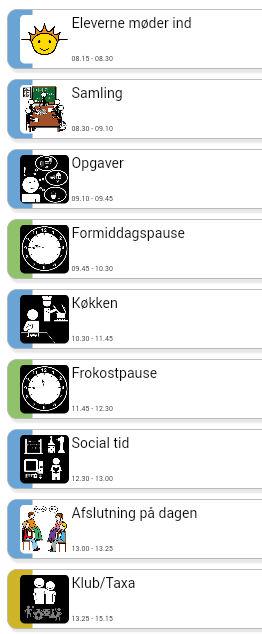 Eleverne møder ind
08.15 - 08.30
Samling
08.30 - 09.10
Opgaver
09.10 - 09.45
Formiddagspause
09.45 - 10.30
Køkken
10.30 - 11.45
Frokostpause
11.45 - 12.30
Social tid
12.30 - 13.00
Afslutning på dagen
13.00 - 13.25
Klub/Taxa
13.25 - 15.15